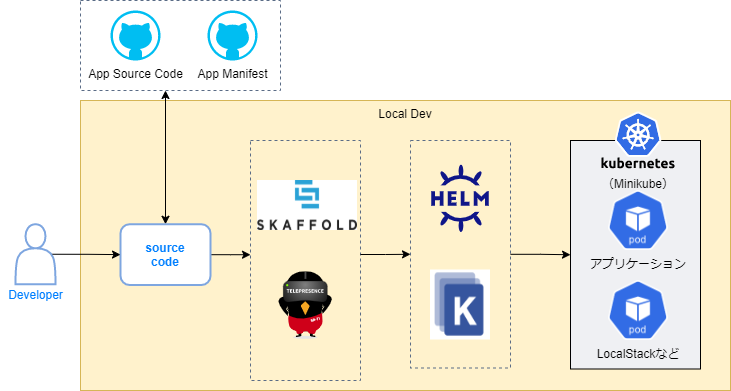 App Source Code
App Manifest
Local Dev
kubernetes
（Minikube）
SKAFFOLD
HELM
pod
アプリケーション
source
code
Developer
TELEPRESENCE
K
pod
LocalStackなど